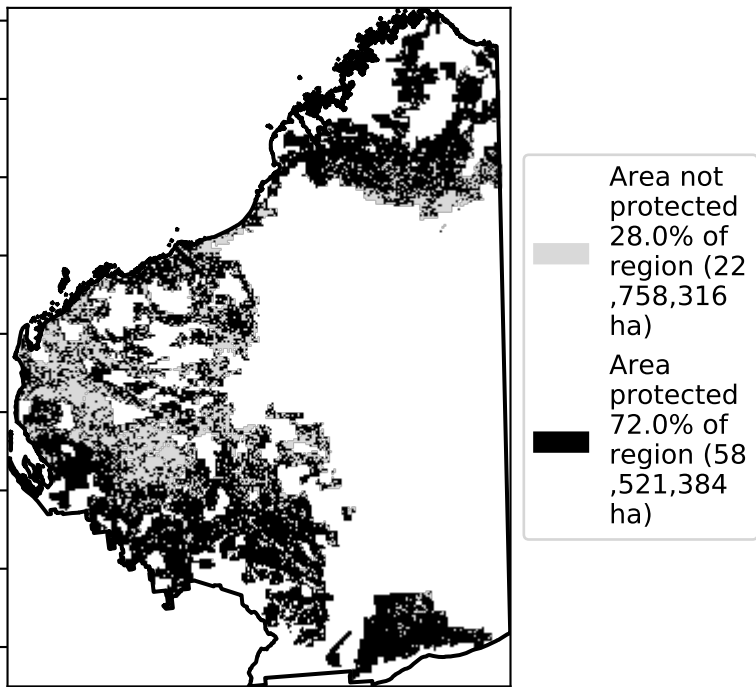 Area not
protected
28.0% of
region (22
,758,316
ha)
Area
protected
72.0% of
region (58
,521,384
ha)